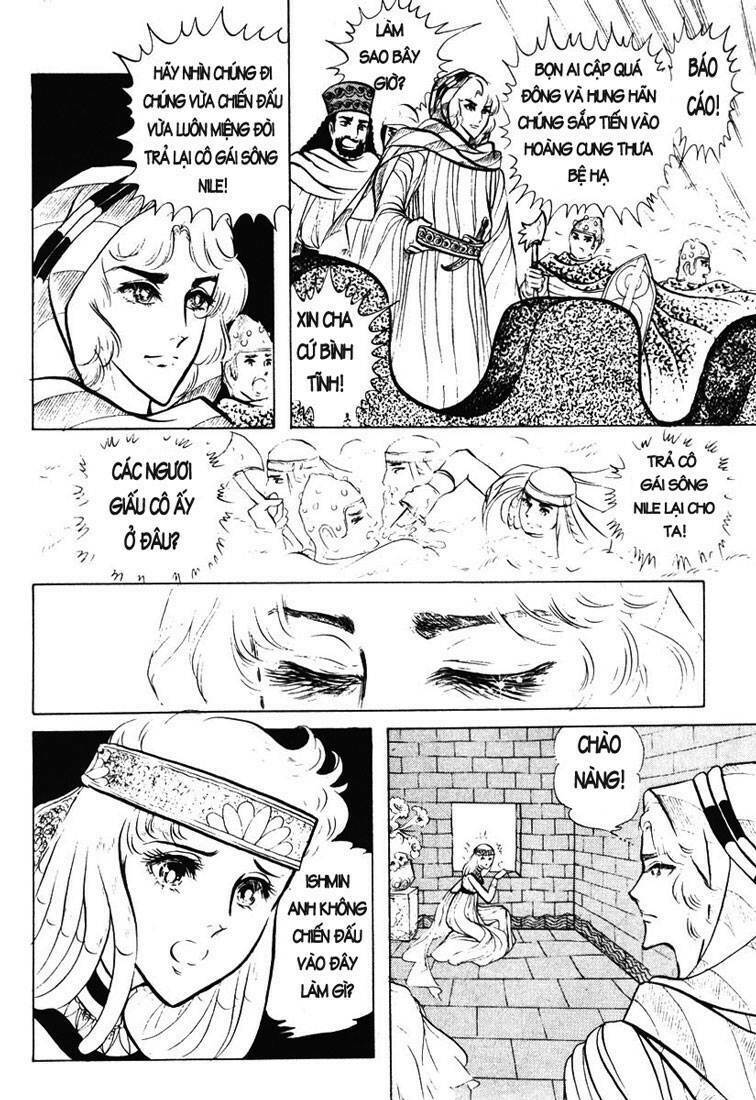 BÁO
CÁO!
BỌN AI CẬP QUÁ
ĐÔNG VÀ HUNG HÃN
CHÚNG SẮP TIẾN VÀO
HOÀNG CUNG THƯA
BỆ HẠ
LÀM
SAO BÂY
GIỜ?
XIN CHA
CỨ BÌNH
TĨNH!
HÃY NHÌN CHÚNG ĐI
CHÚNG VỪA CHIẾN ĐẤU
VỪA LUÔN MIỆNG ĐÒI
TRẢ LẠI CÔ GÁI SÔNG
NILE!
TRẢ CÔ
GÁI SÔNG
NILE LẠI CHO
TA!
CÁC NGƯƠI
GIẤU CÔ ẤY
Ở ĐÂU?
CHÀO
NÀNG!
ISHMIN
ANH KHÔNG
CHIẾN ĐẤU
VÀO ĐÂY
LÀM GÌ?